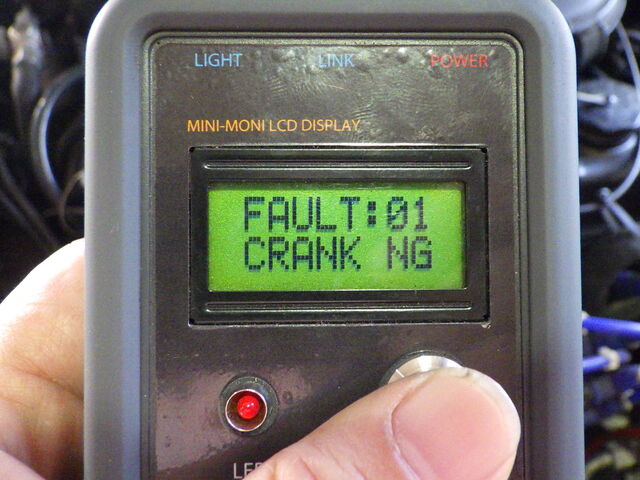 LIGHT LINK POWER
MINI-MONI LCD DISPLAY
FAULT:01
CRANK NG